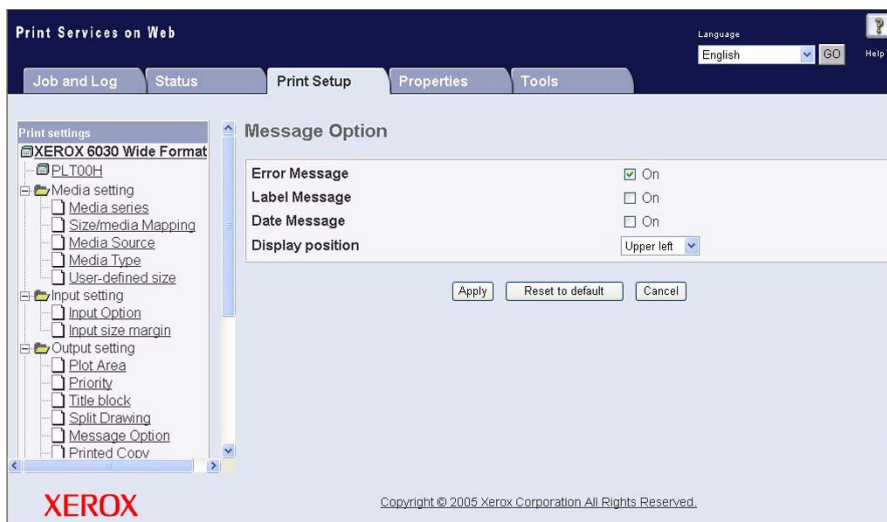 Print Services on Web
Language
English
GO
Help
Job and Log
Status
Print Setup
Properties
Tools
Print settings
XEROX 6030 Wide Format
PLT00H
Media setting
Media series
Size/media Mapping
Media Source
Media Type
User-defined size
Input setting
Input Option
Input size margin
Output setting
Plot Area
Priority
Title block
Split Drawing
Message Option
Printed Copy
Message Option
Error Message On
Label Message On
Date Message On
Display position Upper left
Apply Reset to default Cancel
XEROX
Copyright © 2005 Xerox Corporation All Rights Reserved.